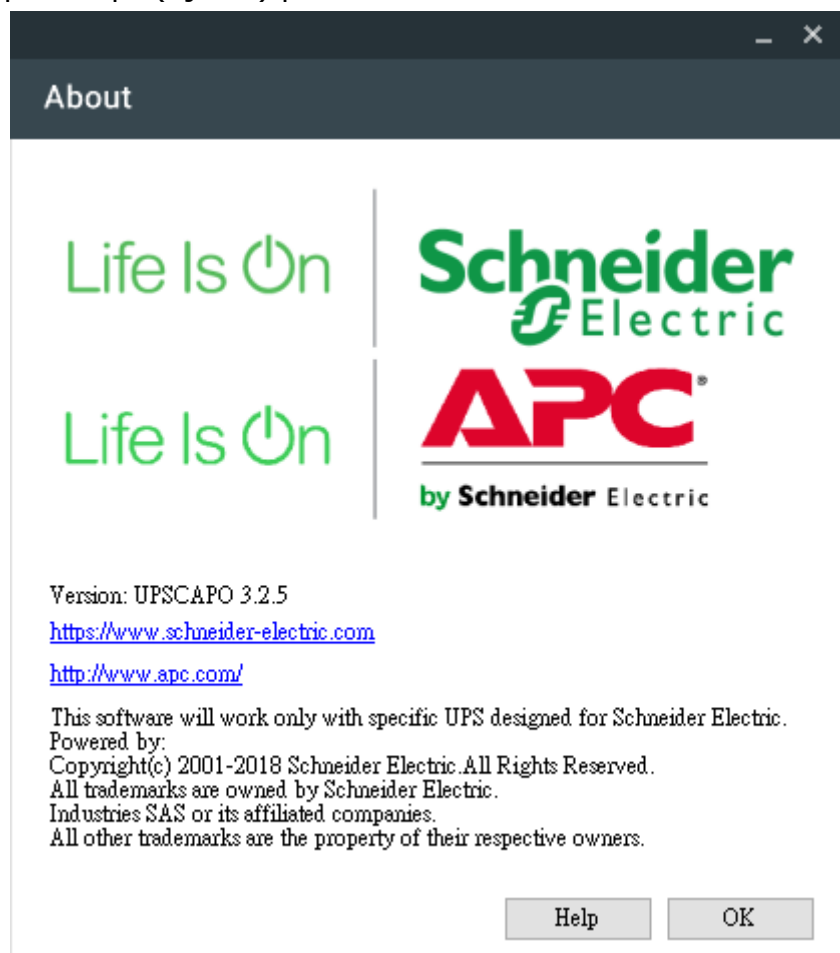 About
Life Is On
Schneider
Electric
Life Is On
APC®
by Schneider Electric
Version: UPSCAPO 3.2.5
https://www.schneider-electric.com
http://www.apc.com/
This software will work only with specific UPS designed for Schneider Electric.
Powered by:
Copyright(c) 2001-2018 Schneider Electric.All Rights Reserved.
All trademarks are owned by Schneider Electric.
Industries SAS or its affiliated companies.
All other trademarks are the property of their respective owners.
Help OK